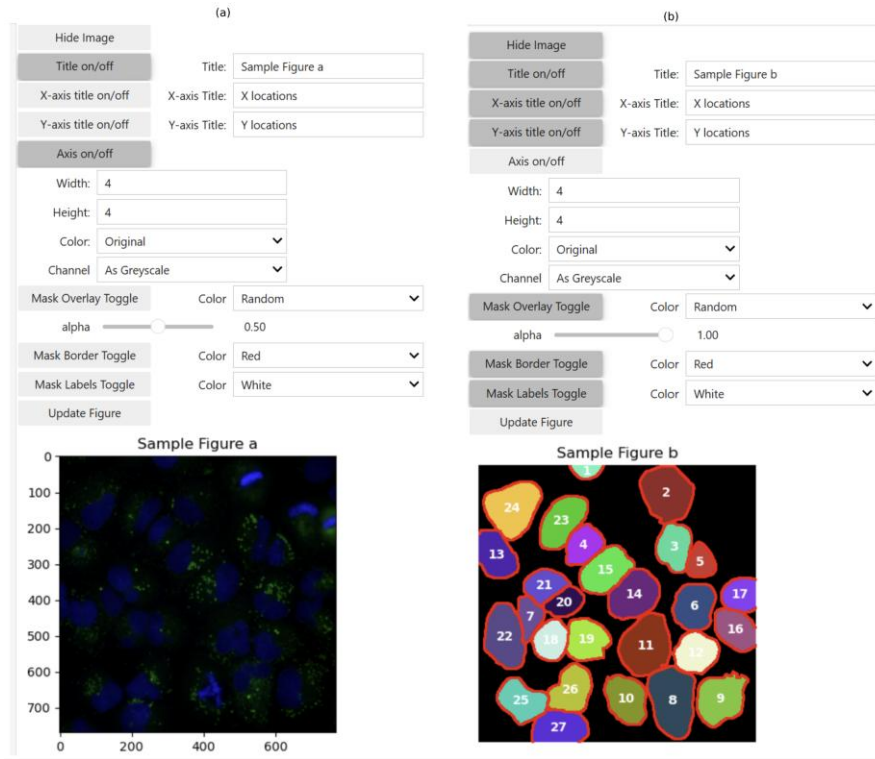 (a)
Hide Image
Title on/off Title: Sample Figure a
X-axis title on/off X-axis Title: X locations
Y-axis title on/off Y-axis Title: Y locations
Axis on/off
Width: 4
Height: 4
Color: Original
Channel As Greyscale
Mask Overlay Toggle Color Random
alpha 0.50
Mask Border Toggle Color Red
Mask Labels Toggle Color White
Update Figure
Sample Figure a
0
100
200
300
400
500
600
700
0 200 400 600
(b)
Hide Image
Title on/off Title: Sample Figure b
X-axis title on/off X-axis Title: X locations
Y-axis title on/off Y-axis Title: Y locations
Axis on/off
Width: 4
Height: 4
Color: Original
Channel As Greyscale
Mask Overlay Toggle Color Random
alpha 1.00
Mask Border Toggle Color Red
Mask Labels Toggle Color White
Update Figure
Sample Figure b
1
2
24
23
4 3
13 5
15
21 14 17
20 6
7
22 18 19 11 12 16
26
25 10 8 9
27